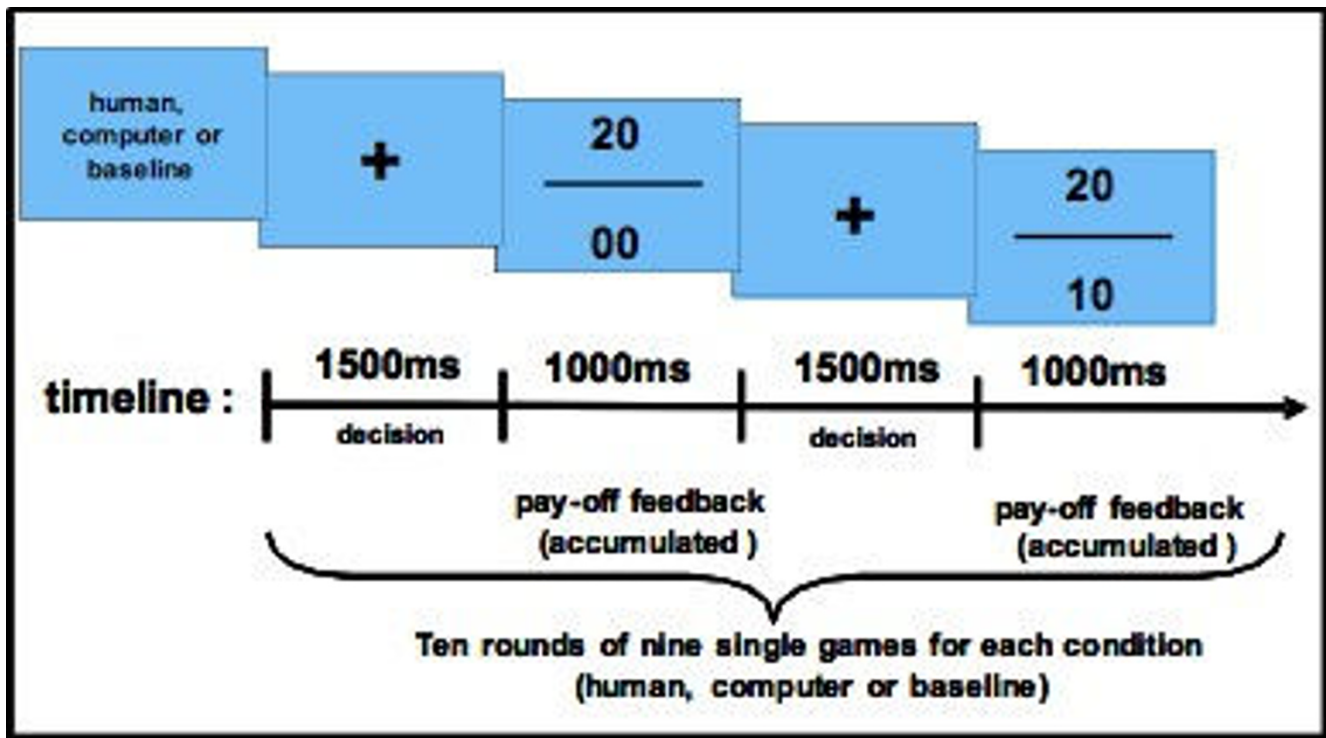 human,
computer or
baseline
+
20
00
+
20
10
timeline :
1500ms
1000ms
1500ms
1000ms
decision
decision
pay-off feedback
(accumulated )
pay-off feedback
(accumulated )
Ten rounds of nine single games for each condition
(human, computer or baseline)